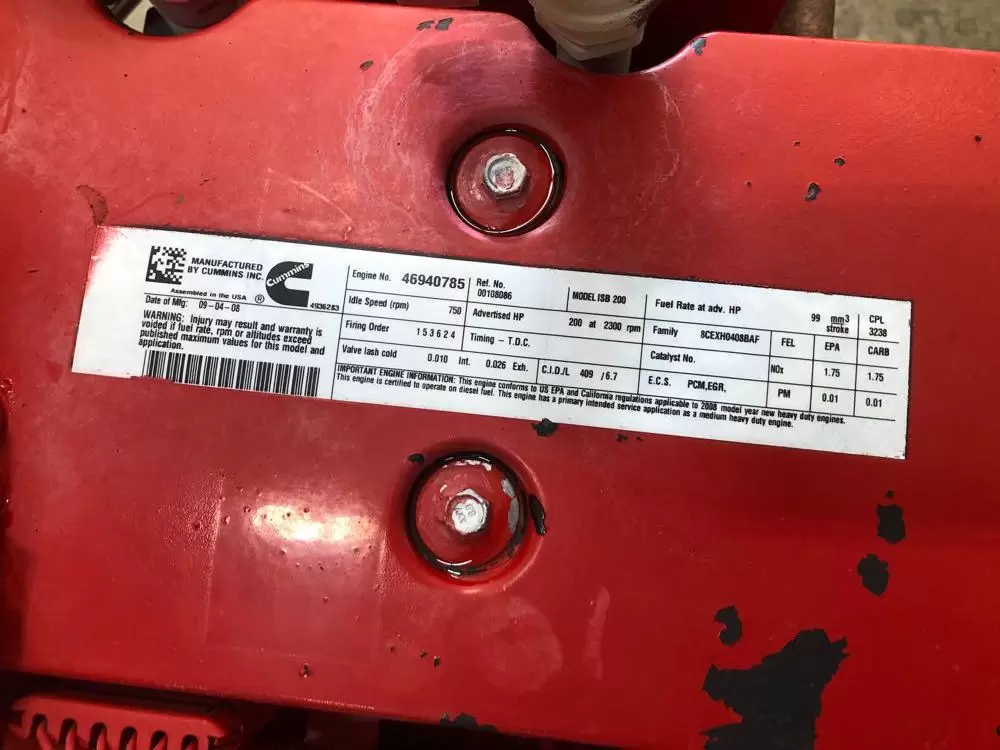 MANUFACTURED
BY CUMMINS INC.
Cummins
®
Assembled in the USA
4936283
Date of Mfg: 09-04-08
WARNING: Injury may result and warranty is
voided if fuel rate, rpm or altitudes exceed
published maximum values for this model and
application.
Engine No. 46940785
Ref. No.
00108086
MODEL ISB 200
Fuel Rate at adv. HP
99 mm3
stroke
CPL
3238
Idle Speed (rpm) 750
Advertised HP 200 at 2300 rpm
Family 8CEXH0408BAF
FEL
EPA
CARB
Firing Order 1 5 3 6 2 4
Timing - T.D.C.
Catalyst No.
NOx
1.75
1.75
Valve lash cold 0.010 Int. 0.026 Exh.
C.I.D./L 409 /6.7
E.C.S. PCM,EGR,
PM
0.01
0.01
IMPORTANT ENGINE INFORMATION: This engine conforms to US EPA and California regulations applicable to 2008 model year new heavy duty engines.
This engine is certified to operate on diesel fuel. This engine has a primary intended service application as a medium heavy duty engine.